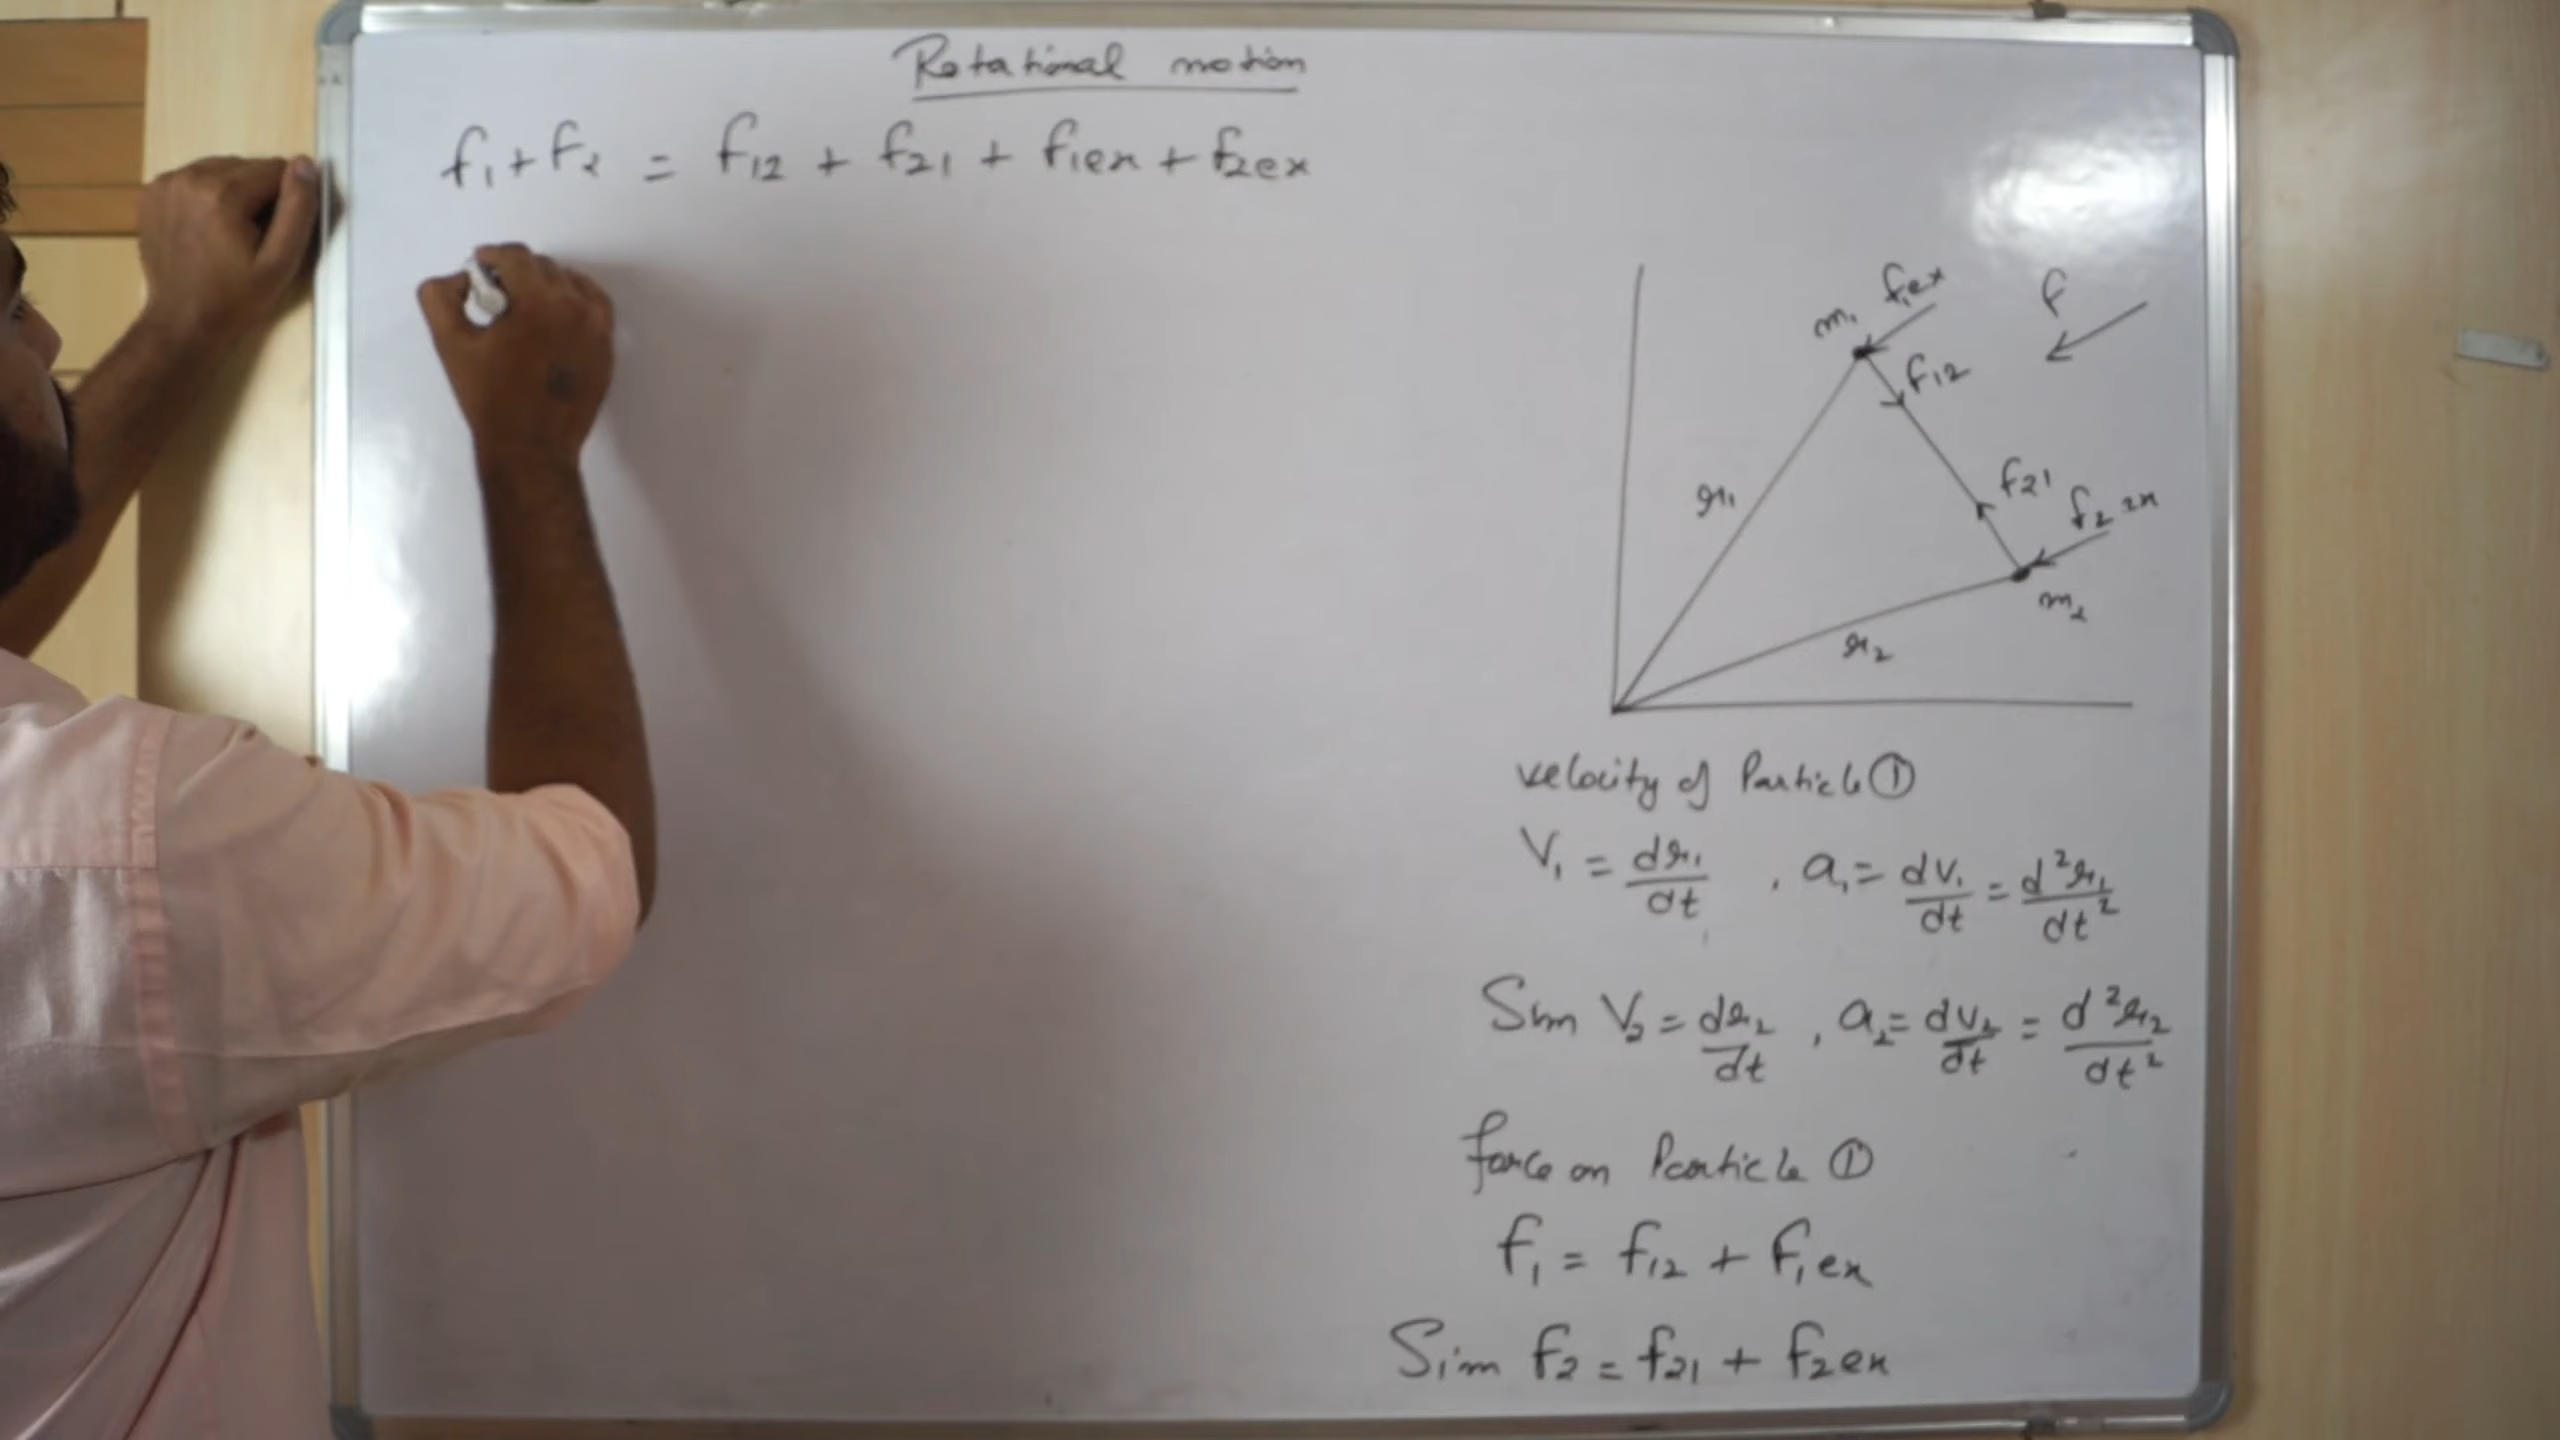 Rotational motion
f₁ + f₂ = f₁₂ + f₂₁ + f₁ex + f₂ex
m₁ f₁ex
f
f₁₂
r₁
f₂₁
f₂ ex
m₂
r₂
velocity of Particle ①
V₁ = dr₁/dt , a₁ = dv₁/dt = d²r₁/dt²
Sim V₂ = dr₂/dt , a₂ = dv₂/dt = d²r₂/dt²
force on Particle ①
f₁ = f₁₂ + f₁ex
Sim f₂ = f₂₁ + f₂ex